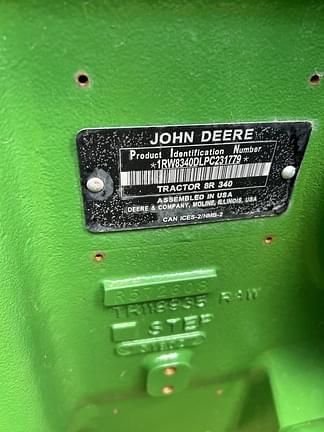 JOHN DEERE
Product Identification Number
*1RW8340DLPC231779*
TRACTOR 8R 340
ASSEMBLED IN USA
DEERE & COMPANY, MOLINE, ILLINOIS, USA
CAN ICES-2/NMB-2
STEP